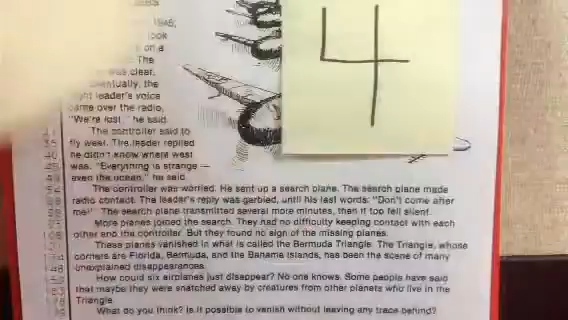 1945,
look
on a
The
was clear.
Eventually, the
leader's voice
came over the radio.
"We're lost," he said.
The controller said to
fly west. The leader replied
he didn't know where west
was. "Everything is strange —
even the ocean," he said.
The controller was worried. He sent up a search plane. The search plane made
radio contact. The leader's reply was garbled, until his last words: "Don't come after
me!" The search plane transmitted several more minutes, then it too fell silent.
More planes joined the search. They had no difficulty keeping contact with each
other and the controller. But they found no sign of the missing planes.
These planes vanished in what is called the Bermuda Triangle. The Triangle, whose
corners are Florida, Bermuda, and the Bahama Islands, has been the scene of many
unexplained disappearances.
How could six airplanes just disappear? No one knows. Some people have said
that maybe they were snatched away by creatures from other planets who live in the
Triangle.
What do you think? Is it possible to vanish without leaving any trace behind?
4